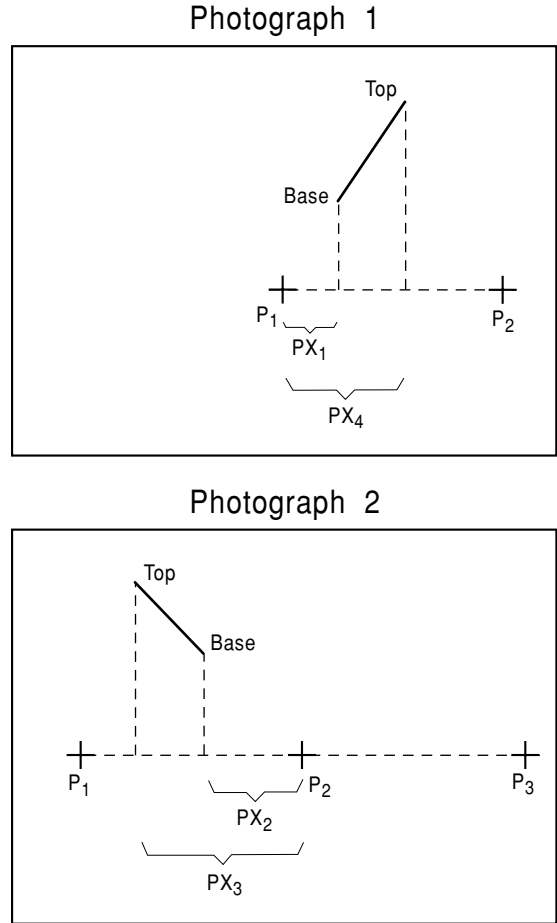 Photograph 1
Top
Base
P1 P2
PX1
PX4
Photograph 2
Top
Base
P1 P2 P3
PX2
PX3